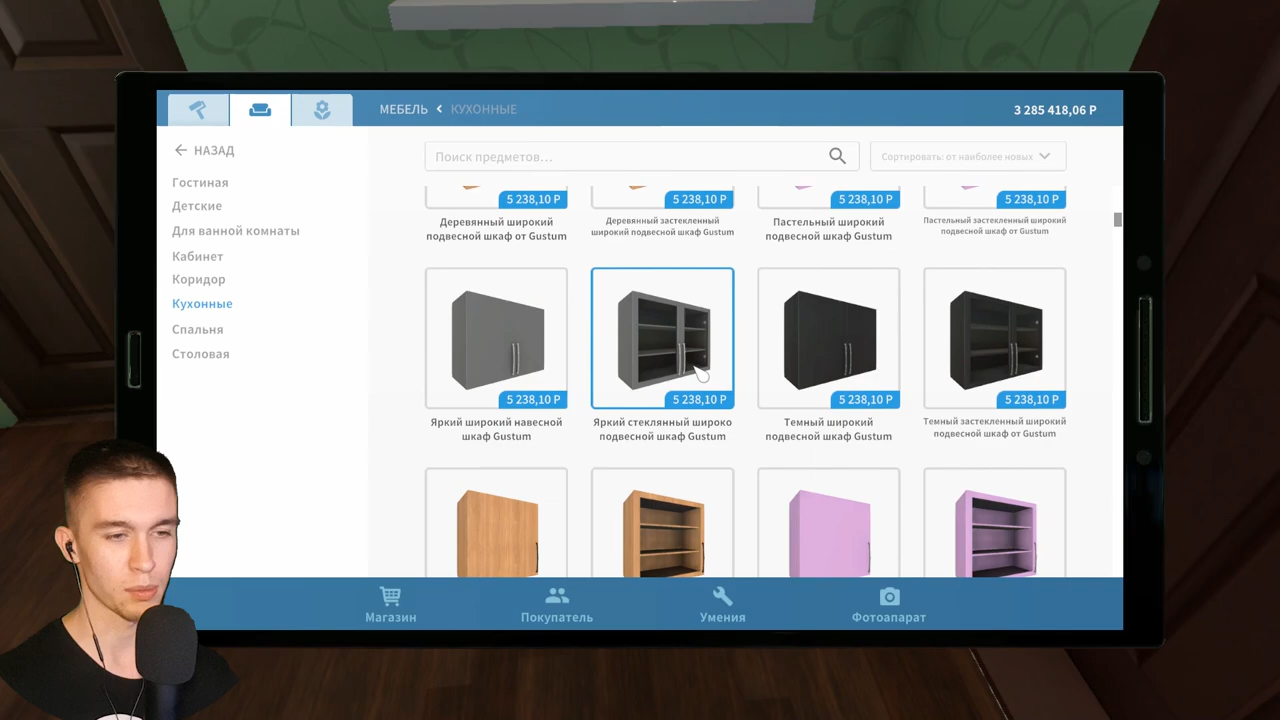 МЕБЕЛЬ КУХОННЫЕ
3 285 418,06 Р
НАЗАД
Гостиная
Детские
Для ванной комнаты
Кабинет
Коридор
Кухонные
Спальня
Столовая
Поиск предметов...
Сортировать: от наиболее новых
5 238,10 Р
5 238,10 Р
5 238,10 Р
5 238,10 Р
Деревянный широкий
подвесной шкаф от Gustum
Деревянный застекленный
широкий подвесной шкаф Gustum
Пастельный широкий
подвесной шкаф Gustum
Пастельный застекленный широкий
подвесной шкаф от Gustum
5 238,10 Р
5 238,10 Р
5 238,10 Р
5 238,10 Р
Яркий широкий навесной
шкаф Gustum
Яркий стеклянный широко
подвесной шкаф Gustum
Темный широкий
подвесной шкаф Gustum
Темный застекленный широкий
подвесной шкаф от Gustum
Магазин
Покупатель
Умения
Фотоапарат